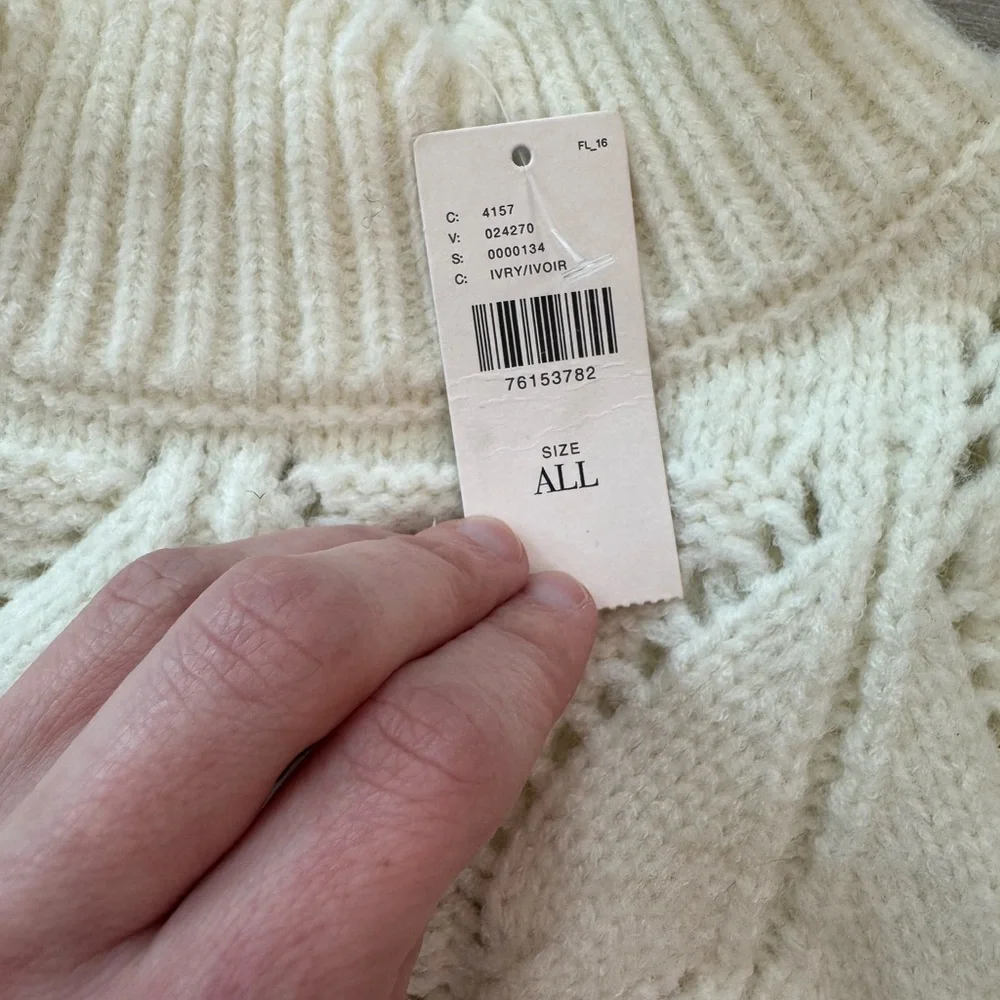 FL_16
C: 4157
V: 024270
S: 0000134
C: IVRY/IVOIR
76153782
SIZE
ALL